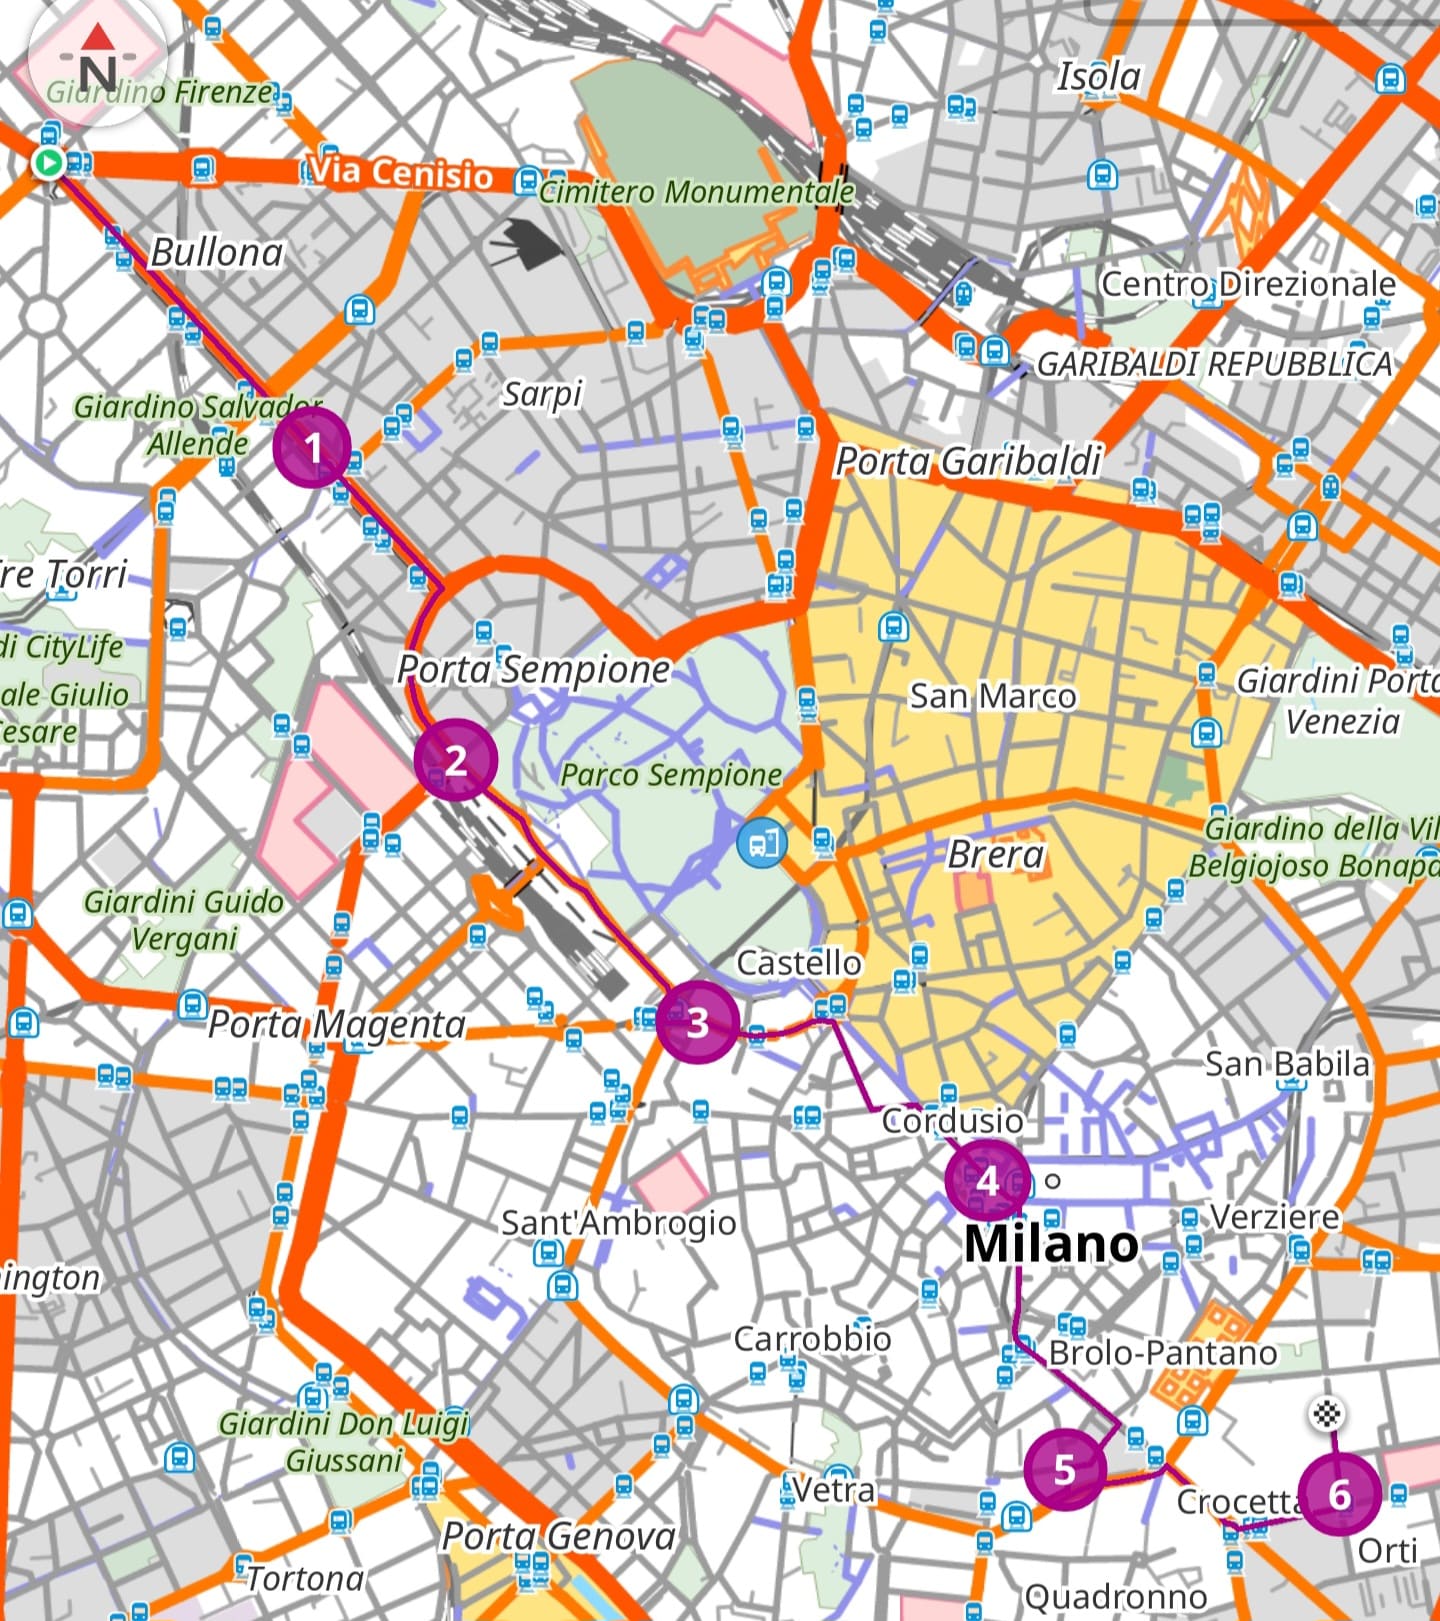 N
Giardino Firenze
Isola
Via Cenisio
Cimitero Monumentale
Bullona
Centro Direzionale
GARIBALDI REPUBBLICA
Sarpi
Giardino Salvador
Allende
1
Porta Garibaldi
re Torri
di CityLife
ale Giulio
esare
Porta Sempione
San Marco
Giardini Porta
Venezia
2
Parco Sempione
Giardino della Vil
Belgiojoso Bonapa
Brera
Giardini Guido
Vergani
Castello
3
Porta Magenta
San Babila
Cordusio
4
Sant'Ambrogio
Verziere
Milano
ington
Carrobbio
Brolo-Pantano
Giardini Don Luigi
Giussani
5
Vetra
Crocetta
6
Porta Genova
Orti
Tortona
Quadronno